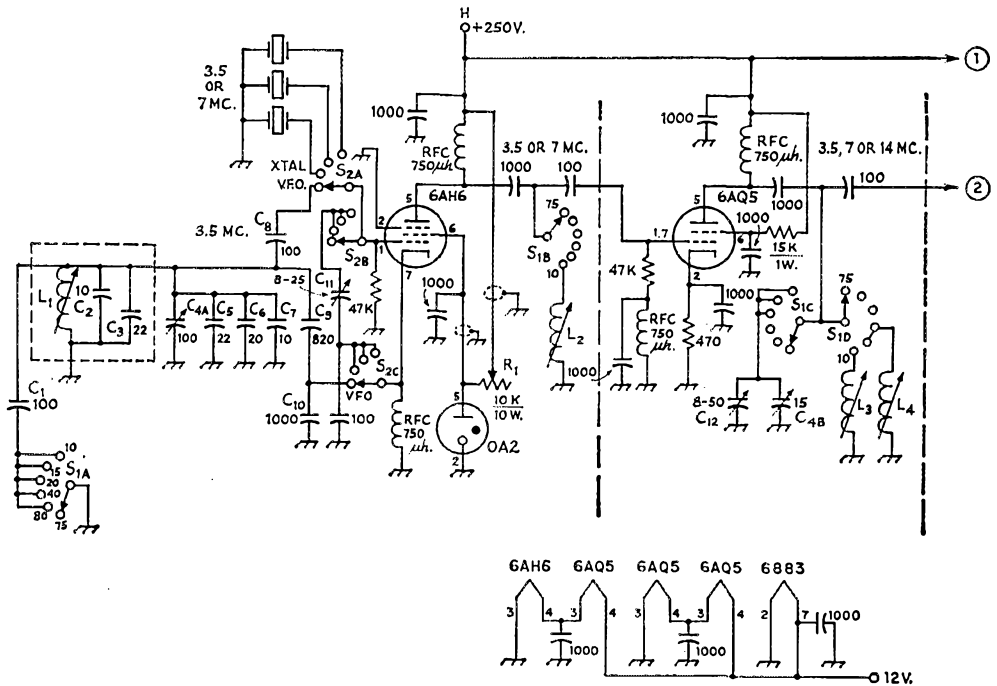 H
+250V.
1
3.5
OR
7 MC.
1000
RFC
750µh.
3.5 OR 7 MC.
1000
100
1000
RFC
750µh.
3.5, 7 OR 14 MC.
1000
100
2
XTAL
S2A
V.F.O.
6AH6
5
2
1
6
7
6AQ5
5
1.7
6
2
1000
15K
1W.
C8
100
3.5 MC.
S2B
8-25
C11
47K
1000
75
S1B
10
L2
47K
RFC
750
µh.
1000
1000
470
S1C
75
S1D
10
L1
10
C2
C3
22
C4A
100
C5
22
C6
20
C7
10
C9
820
S2C
VFO
C10
1000
100
RFC
750
µh.
R1
10K
10W.
5
OA2
2
8-50
C12
15
C4B
L3
L4
C1
100
10
15
20
40
80
75
S1A
6AH6
6AQ5
6AQ5
6AQ5
6883
3
4
3
4
3
4
3
4
2
7
1000
1000
1000
12V.